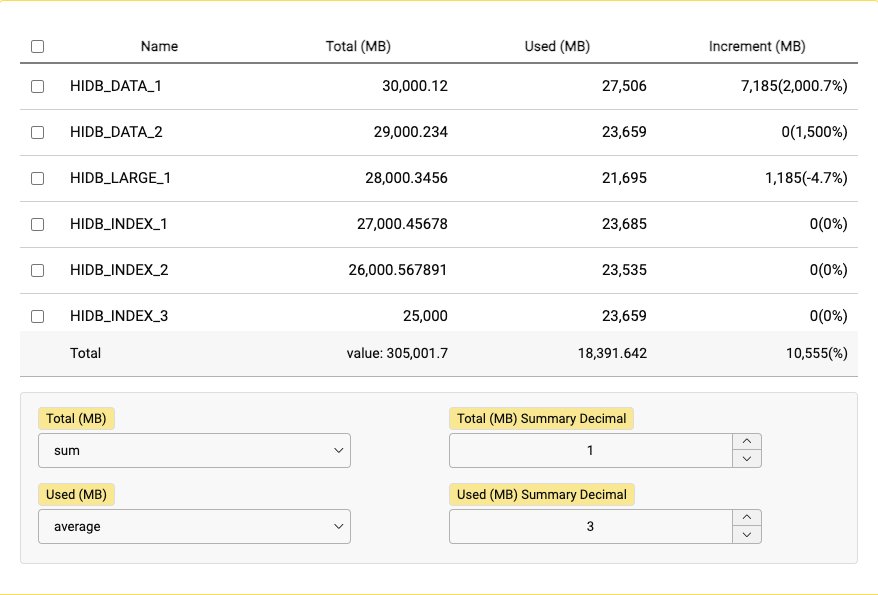 Name Total (MB) Used (MB) Increment (MB)
HIDB_DATA_1 30,000.12 27,506 7,185(2,000.7%)
HIDB_DATA_2 29,000.234 23,659 0(1,500%)
HIDB_LARGE_1 28,000.3456 21,695 1,185(-4.7%)
HIDB_INDEX_1 27,000.45678 23,685 0(0%)
HIDB_INDEX_2 26,000.567891 23,535 0(0%)
HIDB_INDEX_3 25,000 23,659 0(0%)
Total value: 305,001.7 18,391.642 10,555(%)
Total (MB) Total (MB) Summary Decimal
sum 1
Used (MB) Used (MB) Summary Decimal
average 3